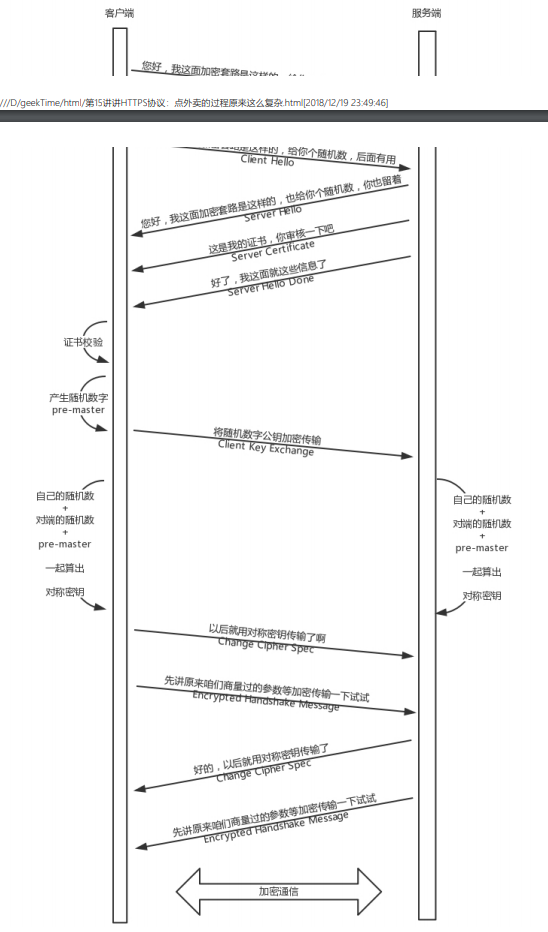 客户端
服务端
您好，我这面加密套路是这样的，
///D/geekTime/html/第15讲讲HTTPS协议：点外卖的过程原来这么复杂.html[2018/12/19 23:49:46]
套路是这样的，给你个随机数，后面有用
Client Hello
您好，我这面加密套路是这样的，也给你个随机数，你也留着
Server Hello
这是我的证书，你审核一下吧
Server Certificate
好了，我这面就这些信息了
Server Hello Done
证书校验
产生随机数字
pre-master
将随机数字公钥加密传输
Client Key Exchange
自己的随机数
+
对端的随机数
+
pre-master
一起算出
对称密钥
自己的随机数
+
对端的随机数
+
pre-master
一起算出
对称密钥
以后就用对称密钥传输了啊
Change Cipher Spec
先讲原来咱们商量过的参数等加密传输一下试试
Encrypted Handshake Message
好的，以后就用对称密钥传输了
Change Cipher Spec
先讲原来咱们商量过的参数等加密传输一下试试
Encrypted Handshake Message
加密通信